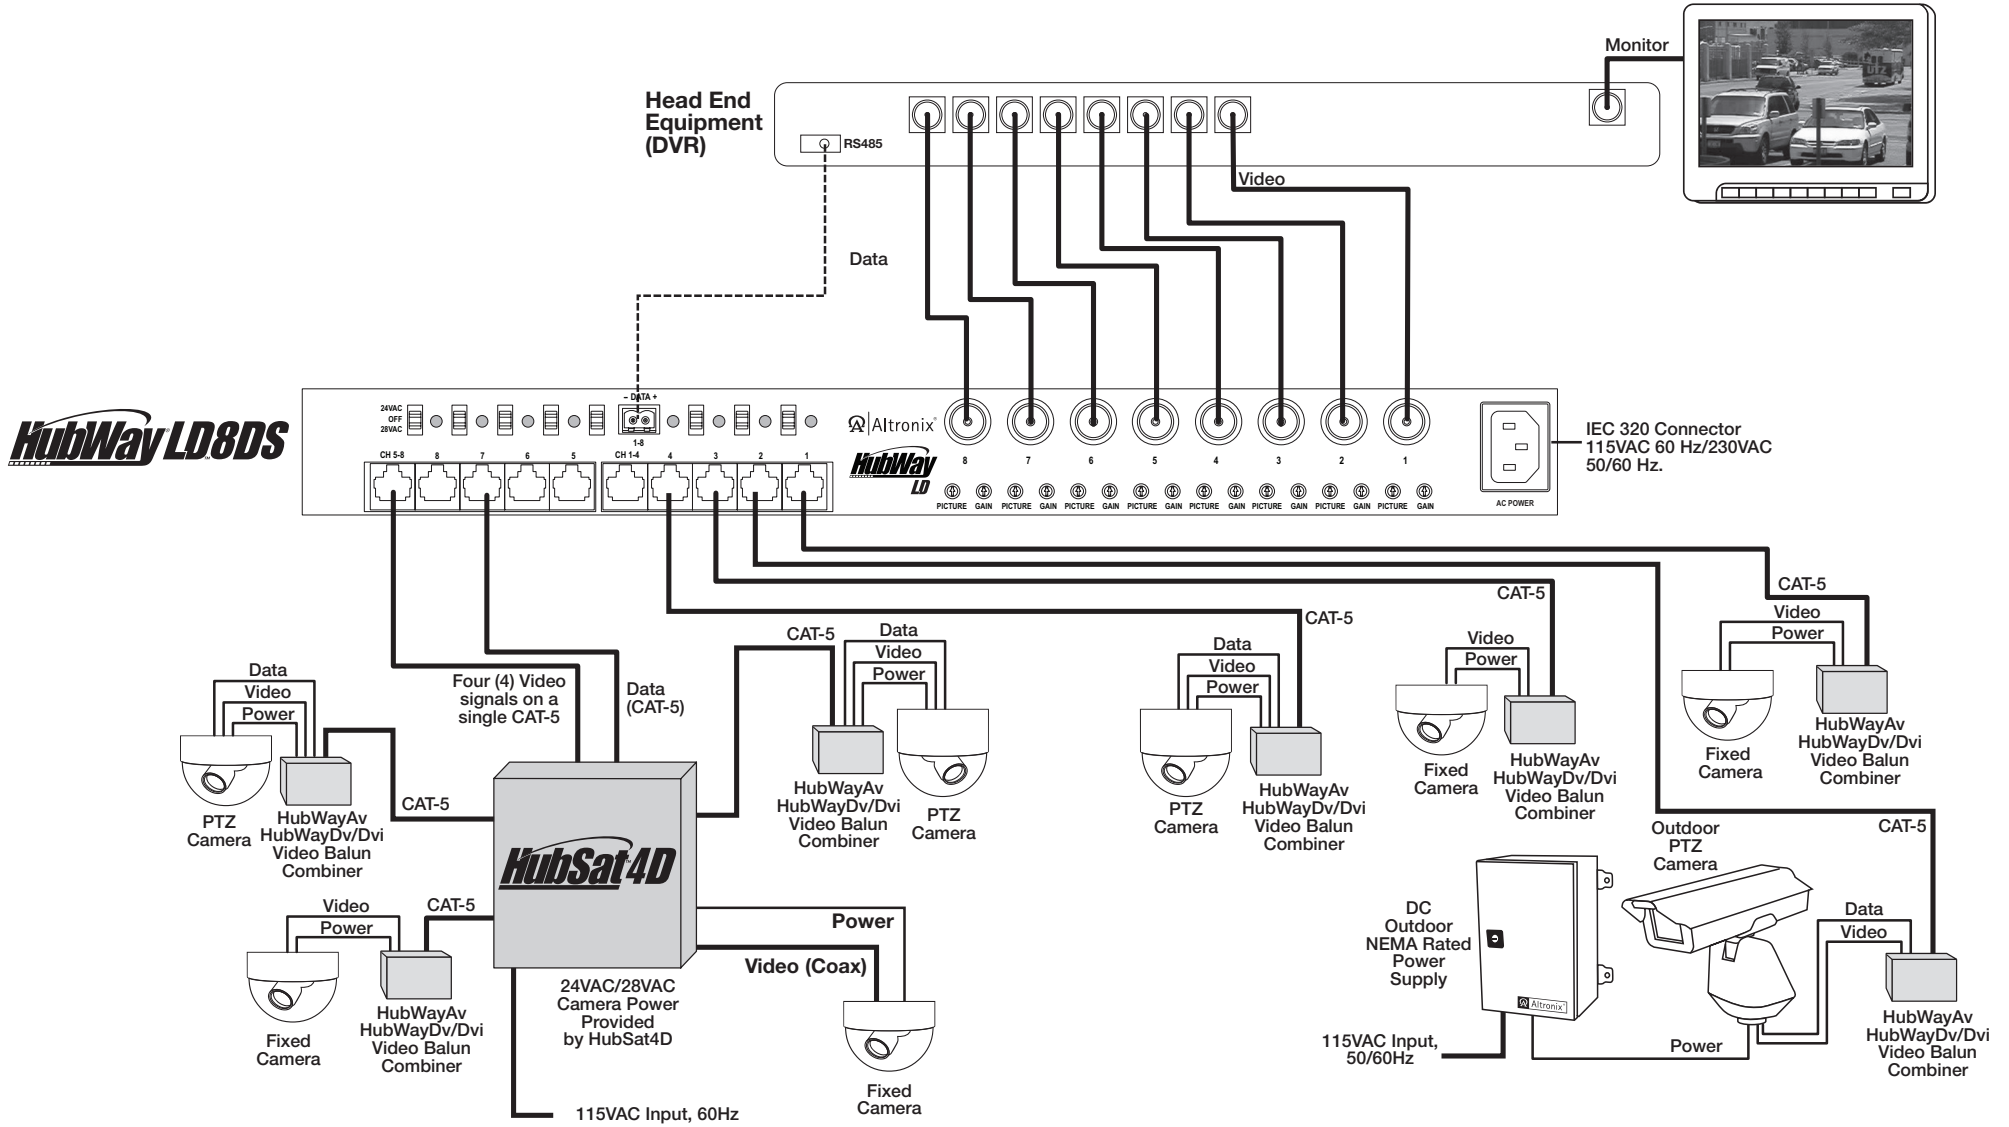 Monitor
Head End
Equipment
(DVR)
RS485
Video
Data
HubWay LD8DS
24VAC
OFF
28VAC
– DATA +
1-8
CH 5-8 8 7 6 5 CH 1-4 4 3 2 1
Altronix
HubWay
LD
8 7 6 5 4 3 2 1
PICTURE GAIN PICTURE GAIN PICTURE GAIN PICTURE GAIN PICTURE GAIN PICTURE GAIN PICTURE GAIN PICTURE GAIN
AC POWER
IEC 320 Connector
115VAC 60 Hz/230VAC
50/60 Hz.
Data
Video
Power
PTZ
Camera
HubWayAv
HubWayDv/Dvi
Video Balun
Combiner
CAT-5
Four (4) Video
signals on a
single CAT-5
Data
(CAT-5)
CAT-5
Data
Video
Power
HubWayAv
HubWayDv/Dvi
Video Balun
Combiner
PTZ
Camera
Data
Video
Power
CAT-5
PTZ
Camera
HubWayAv
HubWayDv/Dvi
Video Balun
Combiner
CAT-5
Video
Power
Fixed
Camera
HubWayAv
HubWayDv/Dvi
Video Balun
Combiner
CAT-5
Video
Power
Fixed
Camera
HubWayAv
HubWayDv/Dvi
Video Balun
Combiner
HubSat4D
Video
Power
CAT-5
Fixed
Camera
HubWayAv
HubWayDv/Dvi
Video Balun
Combiner
24VAC/28VAC
Camera Power
Provided
by HubSat4D
115VAC Input, 60Hz
Power
Video (Coax)
Fixed
Camera
Outdoor
PTZ
Camera
CAT-5
DC
Outdoor
NEMA Rated
Power
Supply
Altronix
115VAC Input,
50/60Hz
Power
Data
Video
HubWayAv
HubWayDv/Dvi
Video Balun
Combiner
UTZ